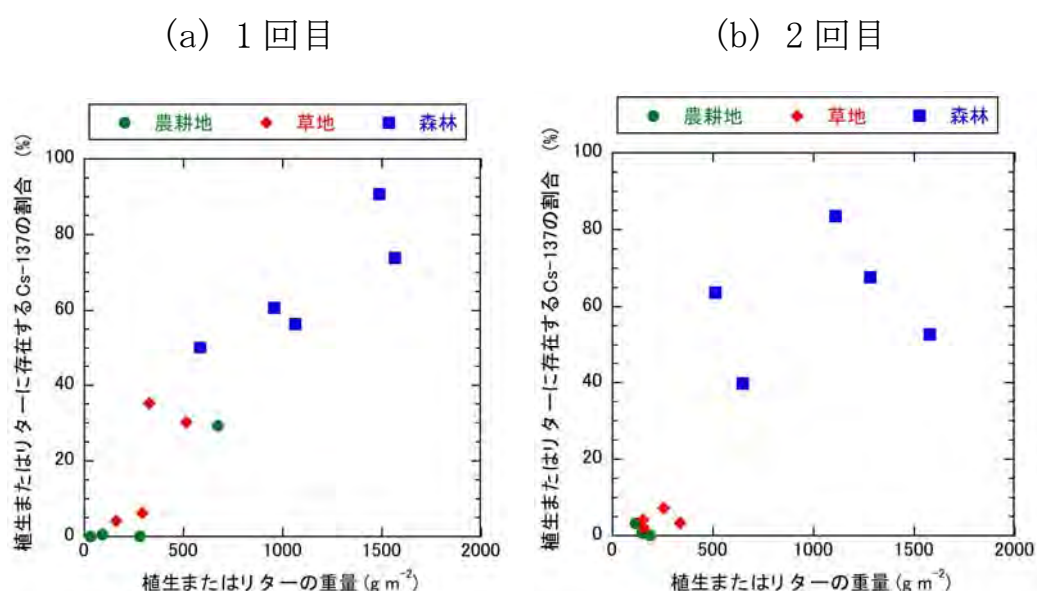 (a) 1回目
(b) 2回目
農耕地 草地 森林
植生またはリターに存在するCs-137の割合 (%)
100
80
60
40
20
0
0 500 1000 1500 2000
植生またはリターの重量 (g m⁻²)
農耕地 草地 森林
植生またはリターに存在するCs-137の割合 (%)
100
80
60
40
20
0
0 500 1000 1500 2000
植生またはリターの重量 (g m⁻²)